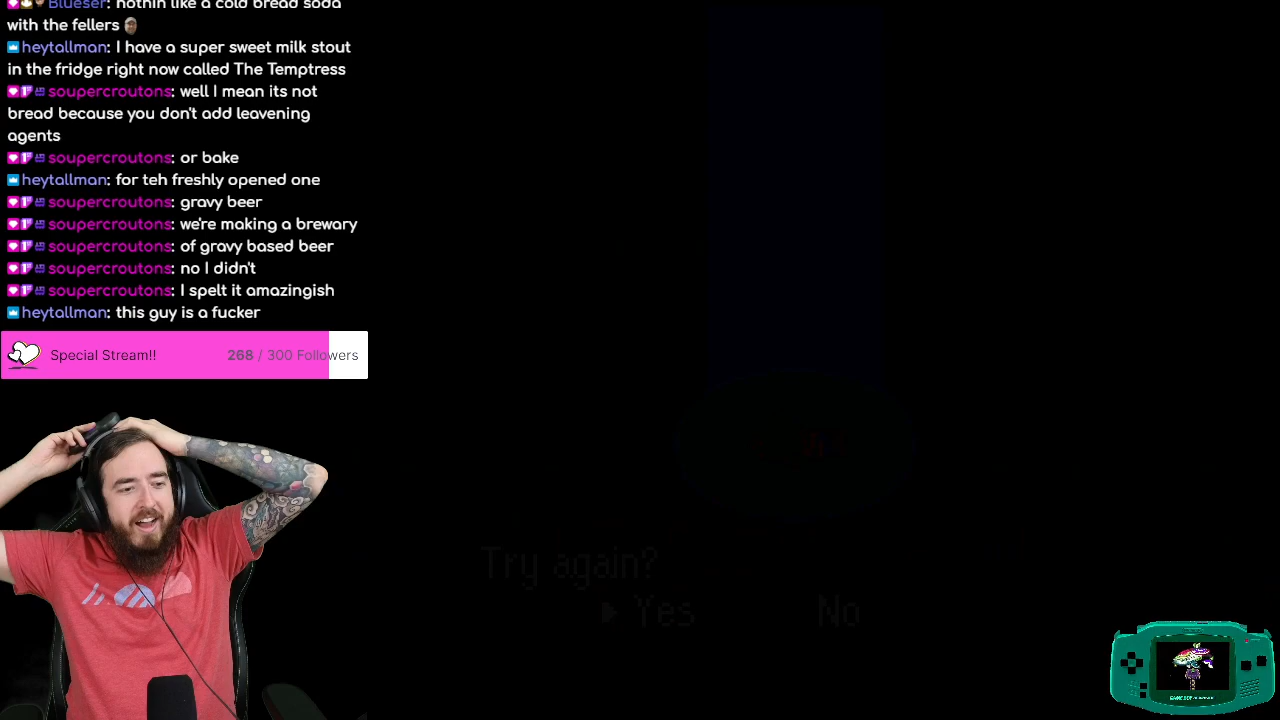 Blueser: nothin like a cold bread soda
with the fellers
heytallman: I have a super sweet milk stout
in the fridge right now called The Temptress
soupercroutons: well I mean its not
bread because you don't add leavening
agents
soupercroutons: or bake
heytallman: for teh freshly opened one
soupercroutons: gravy beer
soupercroutons: we're making a brewary
soupercroutons: of gravy based beer
soupercroutons: no I didn't
soupercroutons: I spelt it amazingish
heytallman: this guy is a fucker
Special Stream!! 268 / 300 Followers
Try again?
Yes No